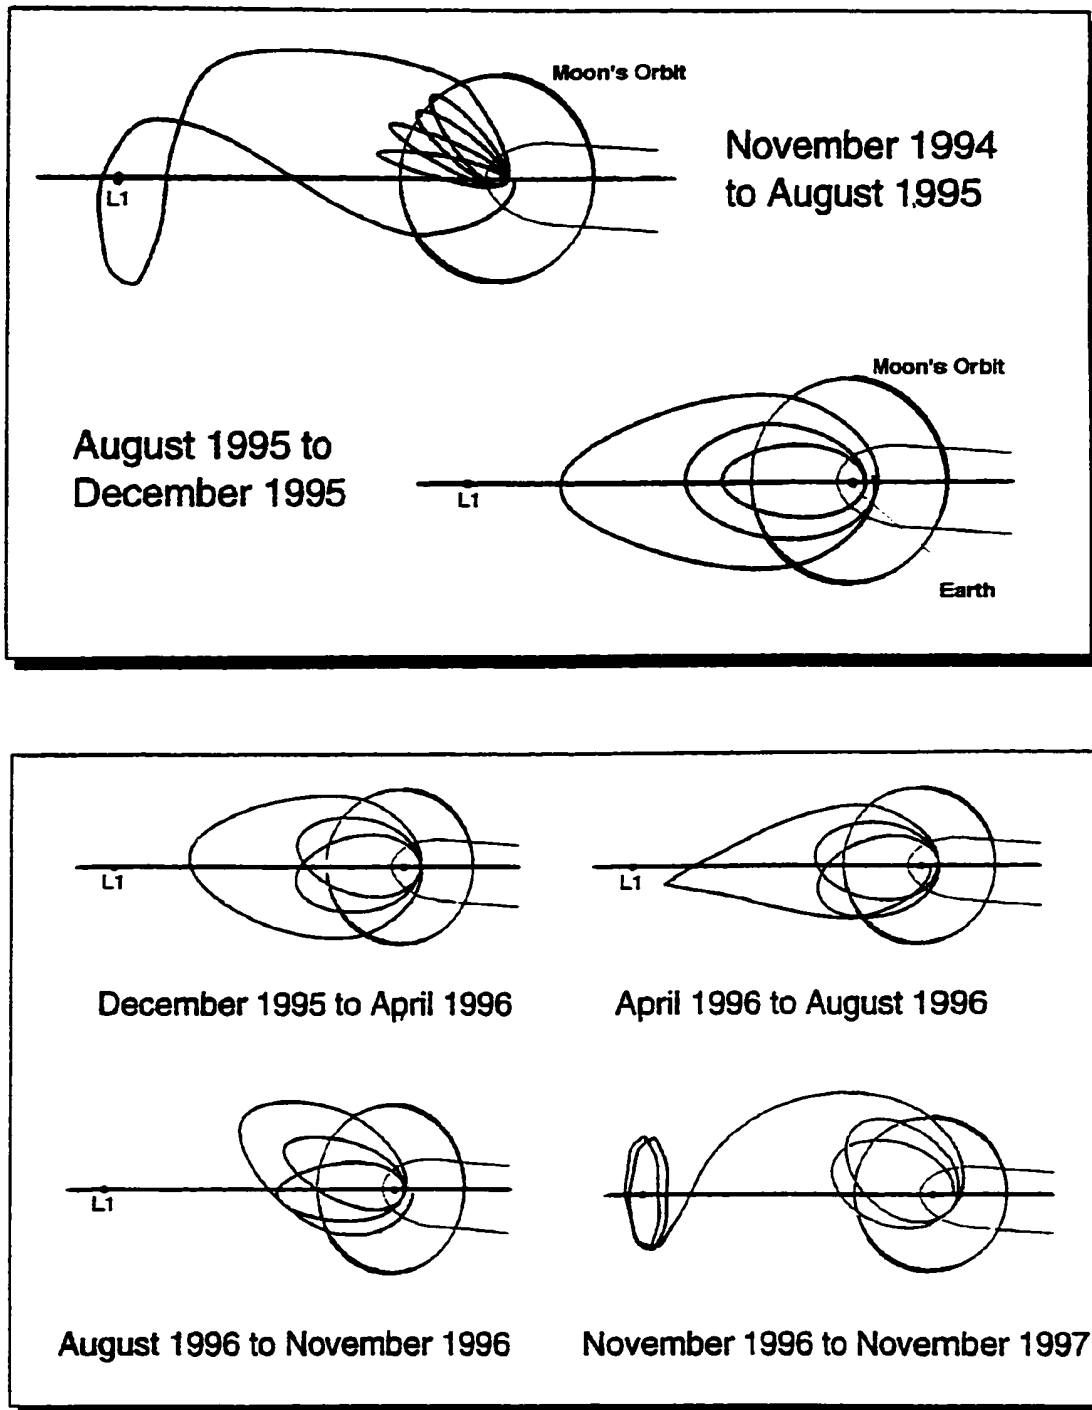 Moon's Orbit
November 1994
to August 1995
L1
Moon's Orbit
August 1995 to
December 1995
L1
Earth
L1
L1
December 1995 to April 1996
April 1996 to August 1996
L1
August 1996 to November 1996
November 1996 to November 1997